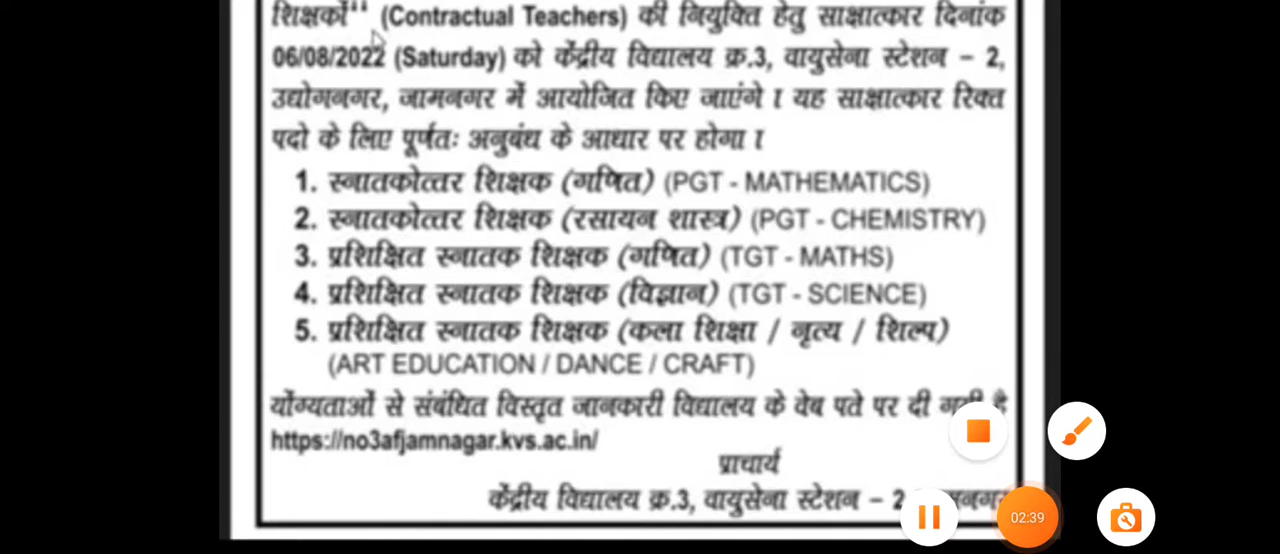 शिक्षकों'' (Contractual Teachers) की नियुक्ति हेतु साक्षात्कार दिनांक
06/08/2022 (Saturday) को केंद्रीय विद्यालय क्र.3, वायुसेना स्टेशन – 2,
उद्योगनगर, जामनगर में आयोजित किए जाएंगे । यह साक्षात्कार रिक्त
पदो के लिए पूर्णतः अनुबंध के आधार पर होगा ।
1. स्नातकोत्तर शिक्षक (गणित) (PGT - MATHEMATICS)
2. स्नातकोत्तर शिक्षक (रसायन शास्त्र) (PGT - CHEMISTRY)
3. प्रशिक्षित स्नातक शिक्षक (गणित) (TGT - MATHS)
4. प्रशिक्षित स्नातक शिक्षक (विज्ञान) (TGT - SCIENCE)
5. प्रशिक्षित स्नातक शिक्षक (कला शिक्षा / नृत्य / शिल्प)
(ART EDUCATION / DANCE / CRAFT)
योंग्यताओं से संबंधित विस्तृत जानकारी विद्यालय के वेब पते पर दी है
https://no3afjamnagar.kvs.ac.in/
प्राचार्य
केंद्रीय विद्यालय क्र.3, वायुसेना स्टेशन – 2
02:39